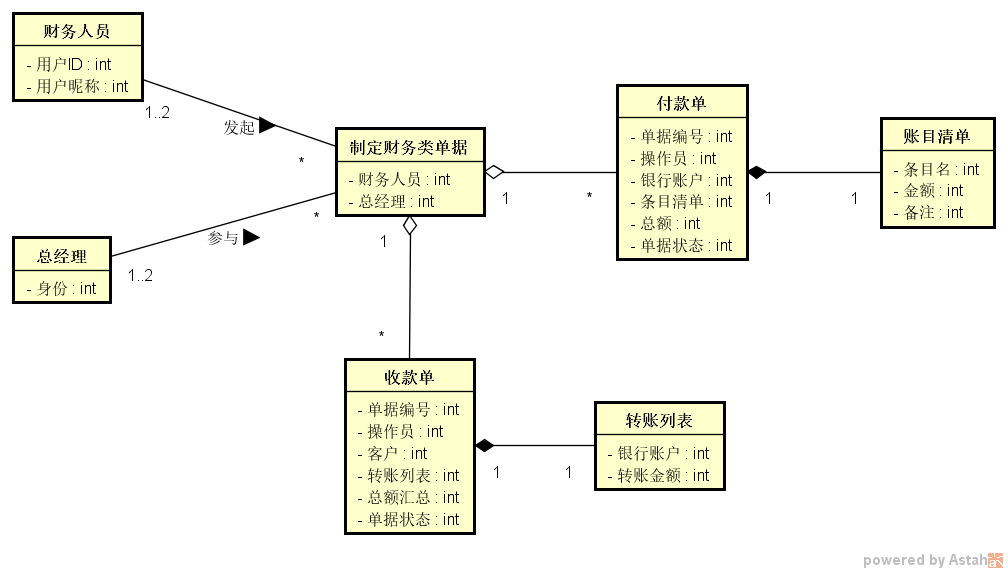 财务人员
- 用户ID : int
- 用户昵称 : int
1..2
发起
*
总经理
- 身份 : int
1..2
参与
*
制定财务类单据
- 财务人员 : int
- 总经理 : int
1
*
付款单
- 单据编号 : int
- 操作员 : int
- 银行账户 : int
- 条目清单 : int
- 总额 : int
- 单据状态 : int
1
1
账目清单
- 条目名 : int
- 金额 : int
- 备注 : int
1
*
收款单
- 单据编号 : int
- 操作员 : int
- 客户 : int
- 转账列表 : int
- 总额汇总 : int
- 单据状态 : int
1
1
转账列表
- 银行账户 : int
- 转账金额 : int
powered by Astah